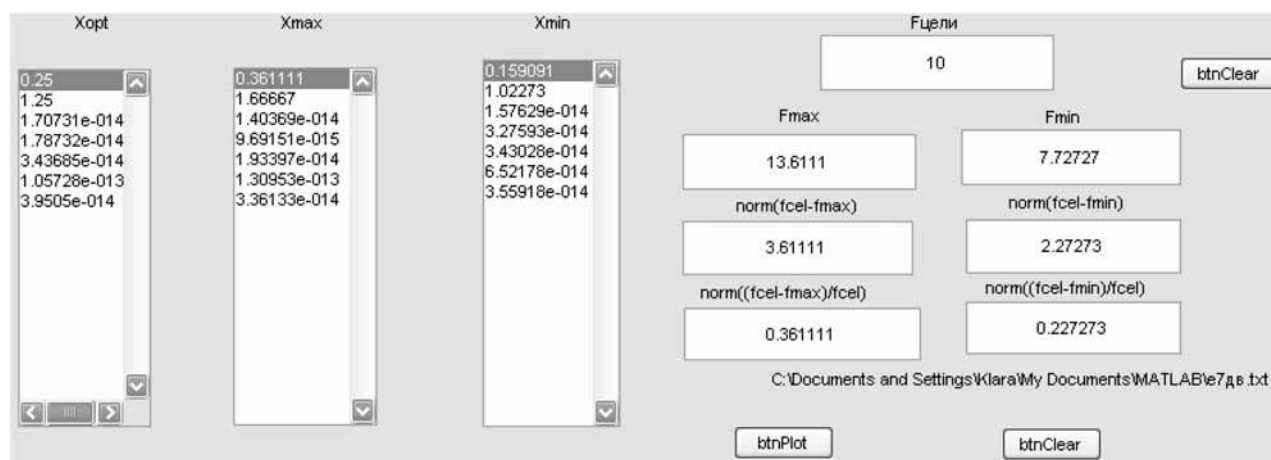 Xopt
0.25
1.25
1.70731e-014
1.78732e-014
3.43685e-014
1.05728e-013
3.9505e-014
Xmax
0.361111
1.66667
1.40369e-014
9.69151e-015
1.93397e-014
1.30953e-013
3.36133e-014
Xmin
0.159091
1.02273
1.57629e-014
3.27593e-014
3.43028e-014
6.52178e-014
3.55918e-014
Fцели
10
btnClear
Fmax
13.6111
Fmin
7.72727
norm(fcel-fmax)
3.61111
norm(fcel-fmin)
2.27273
norm((fcel-fmax)/fcel)
0.361111
norm((fcel-fmin)/fcel)
0.227273
C:\Documents and Settings\Klara\My Documents\MATLAB\e7дв.txt
btnPlot
btnClear